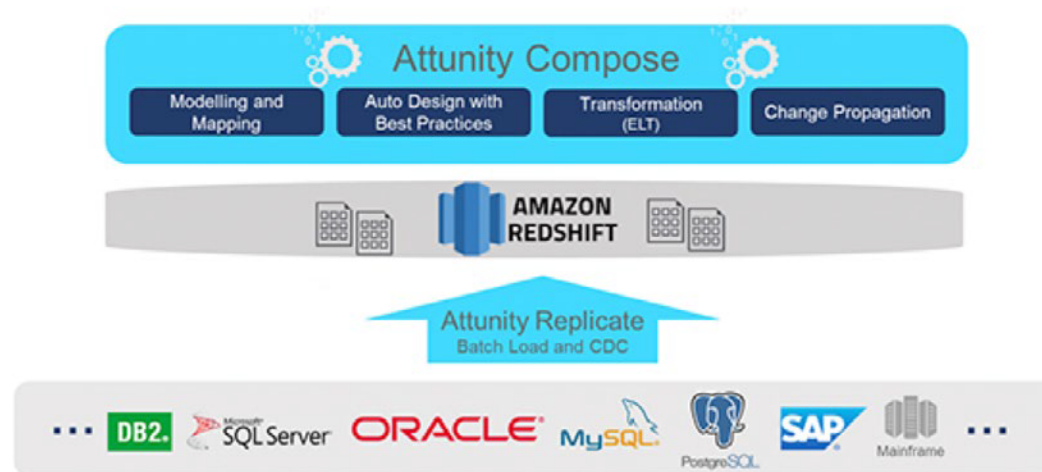 Attunity Compose
Modelling and
Mapping
Auto Design with
Best Practices
Transformation
(ELT)
Change Propagation
AMAZON
REDSHIFT
Attunity Replicate
Batch Load and CDC
... DB2. Microsoft SQL Server ORACLE MySQL PostgreSQL SAP Mainframe ...